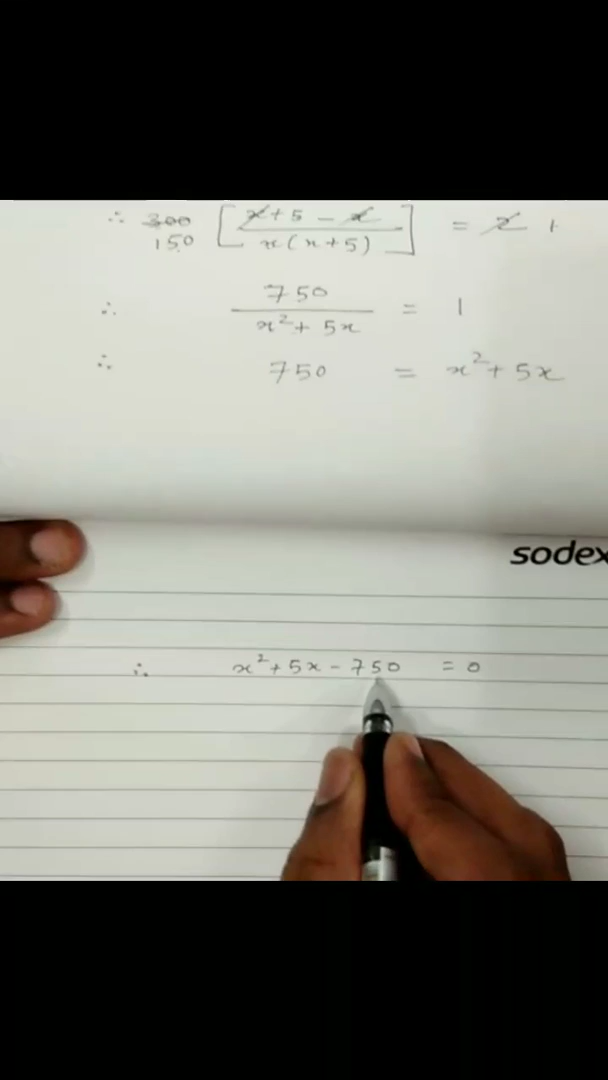 ∴ 300 [ x+5 - x / x(x+5) ] = 2 1
150
∴ 750 / x²+ 5x = 1
∴ 750 = x²+ 5x
sodex
∴ x²+5x-750 = 0